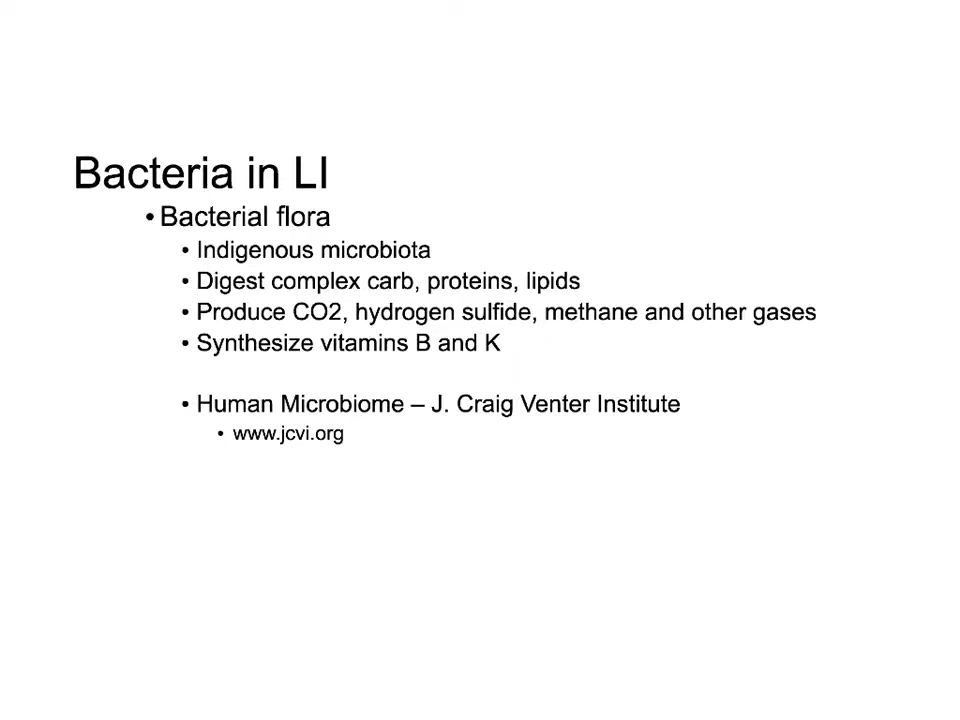 Bacteria in LI
• Bacterial flora
• Indigenous microbiota
• Digest complex carb, proteins, lipids
• Produce CO2, hydrogen sulfide, methane and other gases
• Synthesize vitamins B and K
• Human Microbiome – J. Craig Venter Institute
• www.jcvi.org